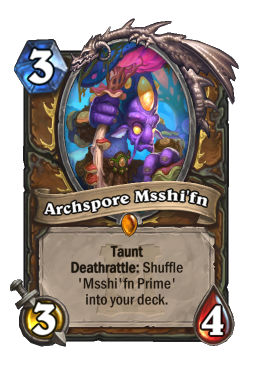 3
Archspore Msshi'fn
Taunt
Deathrattle: Shuffle
'Msshi'fn Prime'
into your deck.
3
4